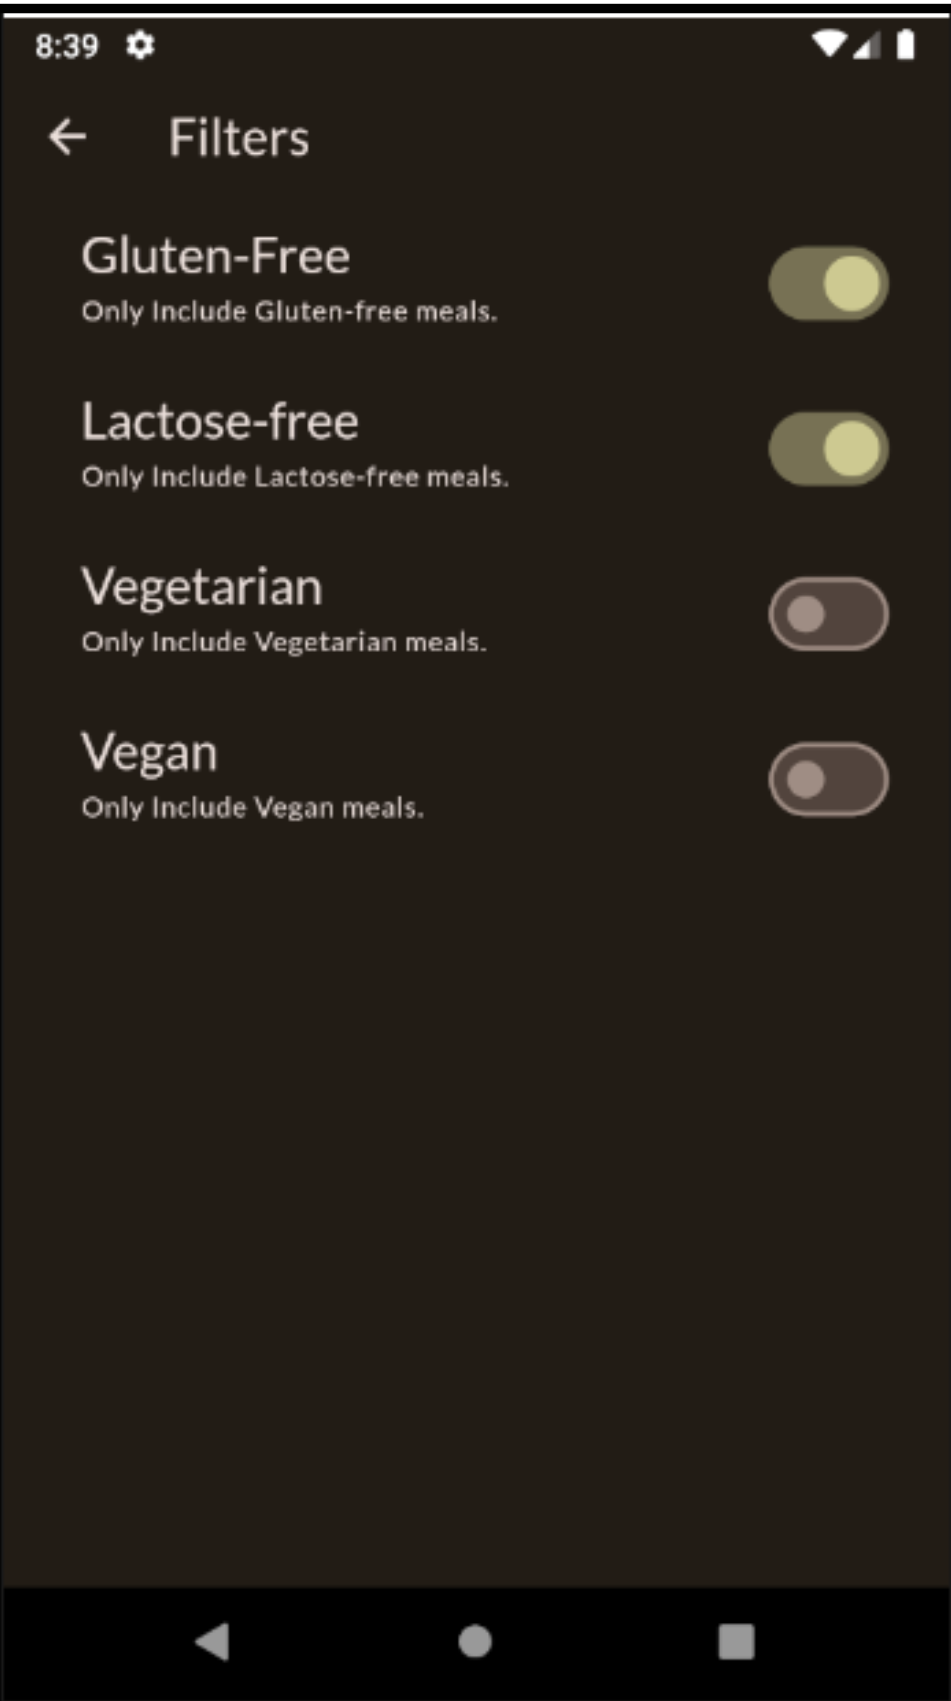 8:39
Filters
Gluten-Free
Only Include Gluten-free meals.
Lactose-free
Only Include Lactose-free meals.
Vegetarian
Only Include Vegetarian meals.
Vegan
Only Include Vegan meals.